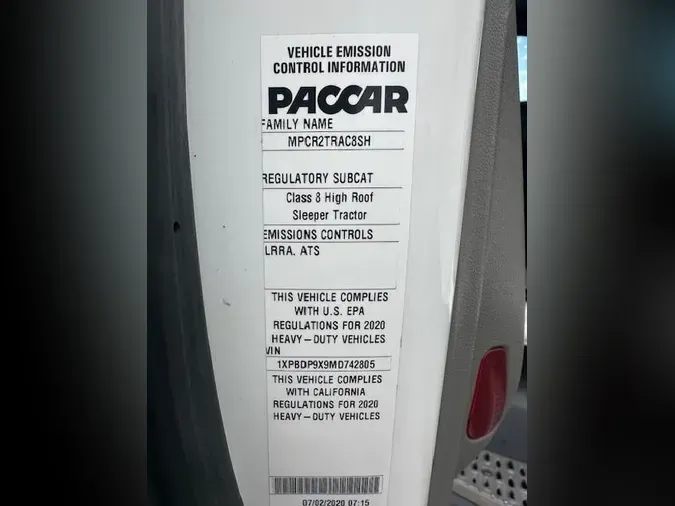 VEHICLE EMISSION
CONTROL INFORMATION
PACCAR
FAMILY NAME
MPCR2TRAC8SH
REGULATORY SUBCAT
Class 8 High Roof
Sleeper Tractor
EMISSIONS CONTROLS
LRRA, ATS
THIS VEHICLE COMPLIES
WITH U.S. EPA
REGULATIONS FOR 2020
HEAVY-DUTY VEHICLES
VIN
1XPBDP9X9MD742805
THIS VEHICLE COMPLIES
WITH CALIFORNIA
REGULATIONS FOR 2020
HEAVY-DUTY VEHICLES
07/02/2020 07:15